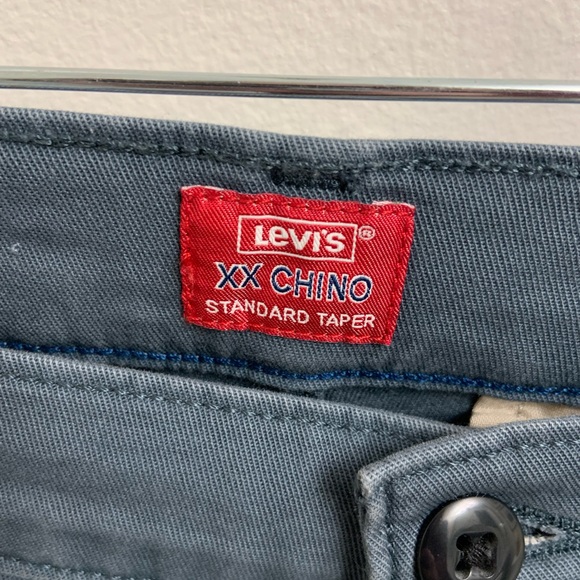 Levi's ®
XX CHINO
STANDARD TAPER